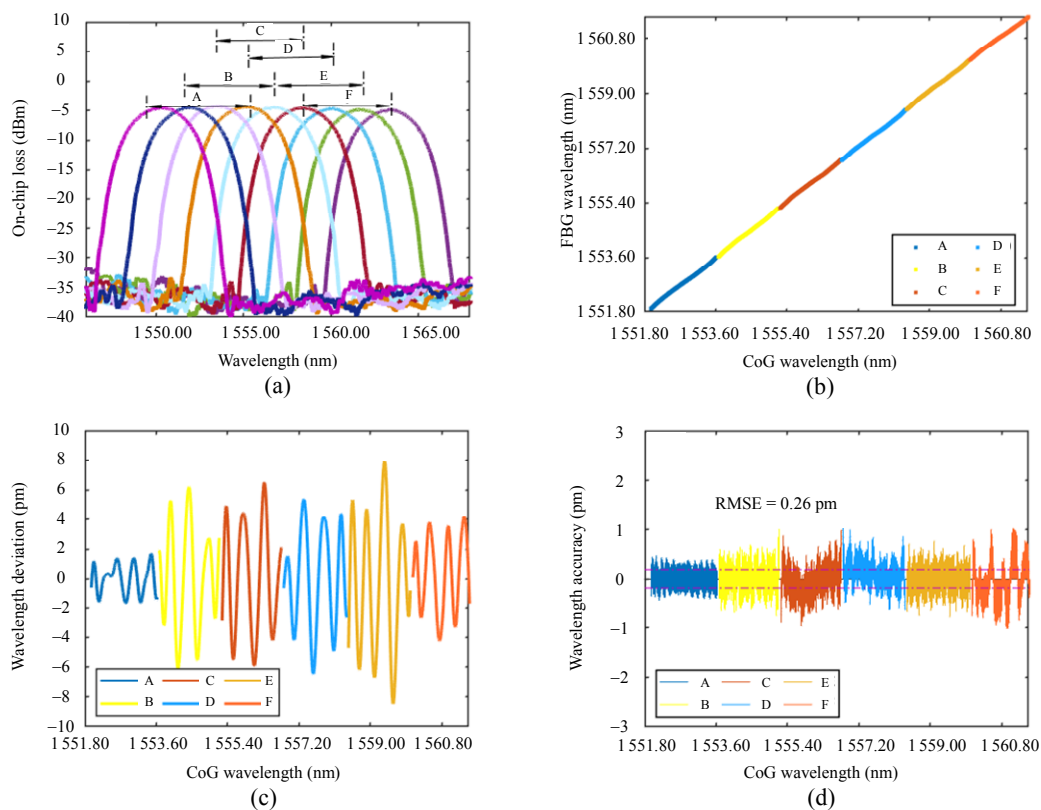 10
5
0
−5
−10
−15
−20
−25
−30
−35
−40
On-chip loss (dBm)
C
D
B
E
A
F
1 550.00 1 555.00 1 560.00 1 565.00
Wavelength (nm)
(a)
1 560.80
1 559.00
1 557.20
1 555.40
1 553.60
1 551.80
FBG wavelength (nm)
A D
B E
C F
1 551.80 1 553.60 1 555.40 1 557.20 1 559.00 1 560.80
CoG wavelength (nm)
(b)
10
8
6
4
2
0
−2
−4
−6
−8
−10
Wavelength deviation (pm)
A C E
B D F
1 551.80 1 553.60 1 555.40 1 557.20 1 559.00 1 560.80
CoG wavelength (nm)
(c)
3
2
1
0
−1
−2
−3
Wavelength accuracy (pm)
RMSE = 0.26 pm
A C E
B D F
1 551.80 1 553.60 1 555.40 1 557.20 1 559.00 1 560.80
CoG wavelength (nm)
(d)